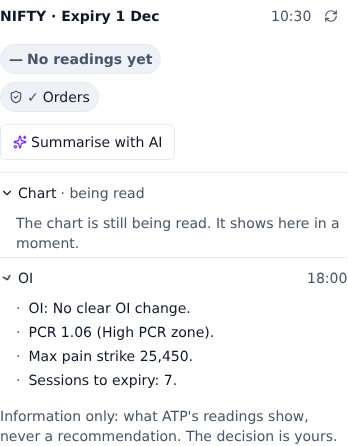 NIFTY · Expiry 1 Dec 10:30
— No readings yet
✓ Orders
Summarise with AI
Chart · being read
The chart is still being read. It shows here in a
moment.
OI 18:00
· OI: No clear OI change.
· PCR 1.06 (High PCR zone).
· Max pain strike 25,450.
· Sessions to expiry: 7.
Information only: what ATP's readings show,
never a recommendation. The decision is yours.